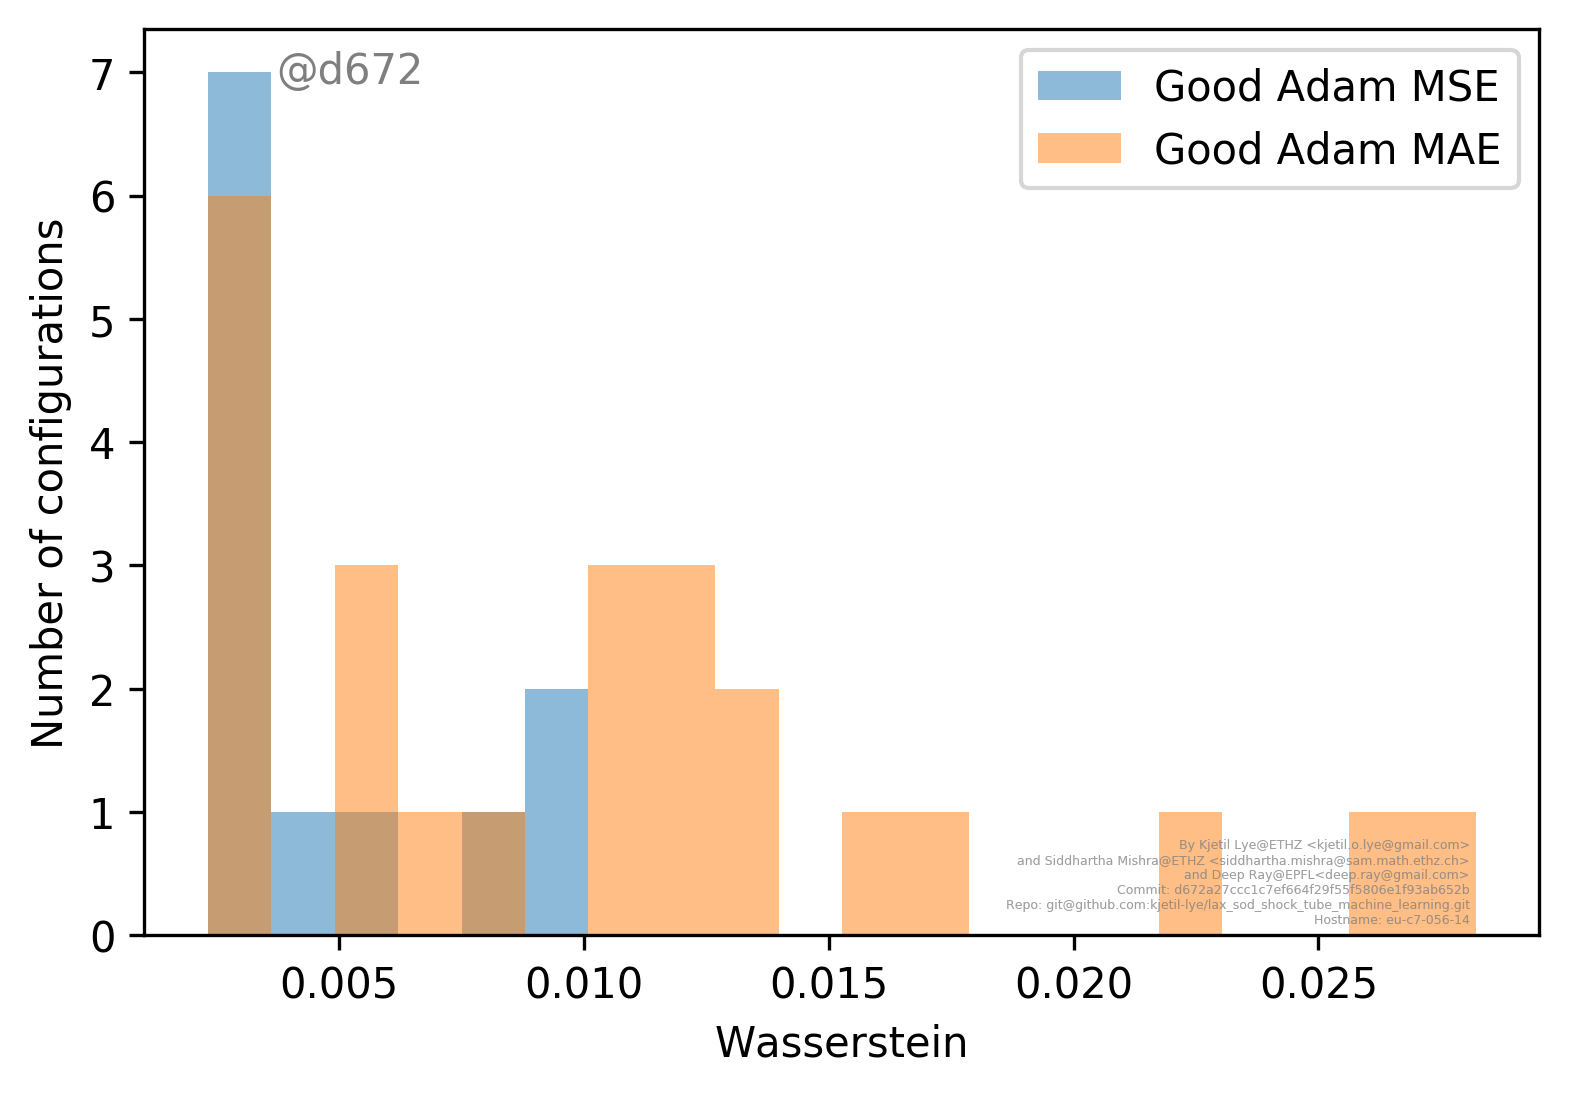 @d672
Good Adam MSE
Good Adam MAE
Number of configurations
7
6
5
4
3
2
1
0
By Kjetil Lye@ETHZ <kjetil.o.lye@gmail.com>
and Siddhartha Mishra@ETHZ <siddhartha.mishra@sam.math.ethz.ch>
and Deep Ray@EPFL<deep.ray@gmail.com>
Commit: d672a27ccc1c7ef664f29f55f5806e1f93ab652b
Repo: git@github.com:kjetil-lye/lax_sod_shock_tube_machine_learning.git
Hostname: eu-c7-056-14
0.005 0.010 0.015 0.020 0.025
Wasserstein